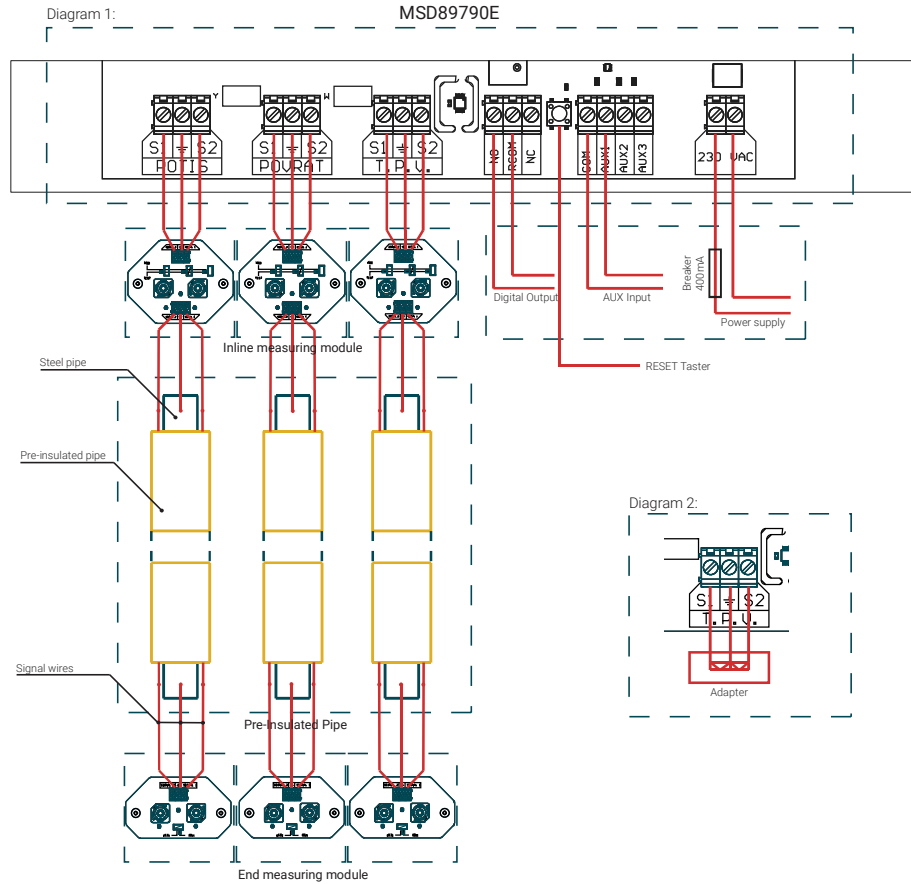 Diagram 1:
MSD89790E
Y
W
S1 S2
POTIS
S1 S2
POVRAT
S1 S2
T.P.V.
NO
RCOM
NC
COM
AUX1
AUX2
AUX3
230 VAC
Breaker
400mA
Digital Output
AUX Input
Power supply
Inline measuring module
RESET Taster
Steel pipe
Pre-insulated pipe
Diagram 2:
S1 S2
T.P.V.
Adapter
Signal wires
Pre-Insulated Pipe
End measuring module